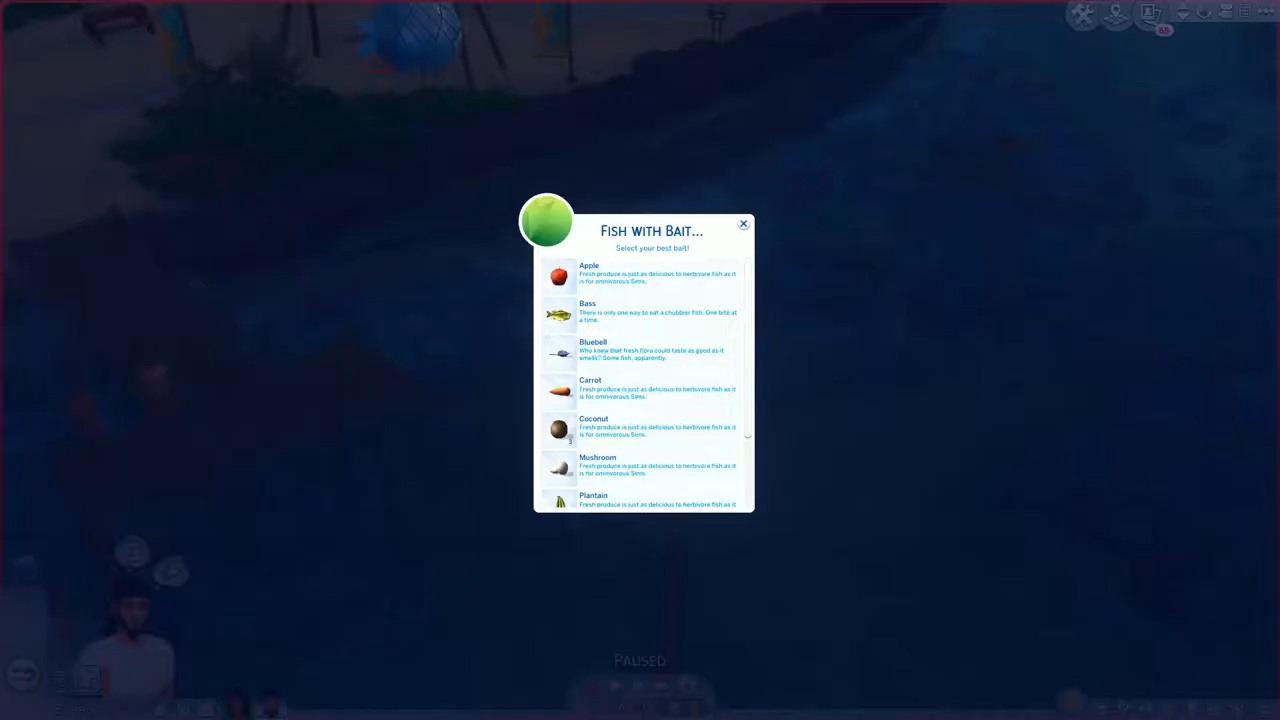 65
FISH WITH BAIT...
Select your best bait!
Apple
Fresh produce is just as delicious to herbivore fish as it
is for omnivorous Sims.
Bass
There is only one way to eat a chubbier fish. One bite at
a time.
Bluebell
Who knew that fresh flora could taste as good as it
smells? Some fish, apparently.
Carrot
Fresh produce is just as delicious to herbivore fish as it
is for omnivorous Sims.
Coconut
Fresh produce is just as delicious to herbivore fish as it
is for omnivorous Sims.
3
Mushroom
Fresh produce is just as delicious to herbivore fish as it
is for omnivorous Sims.
Plantain
Fresh produce is just as delicious to herbivore fish as it
PAUSED